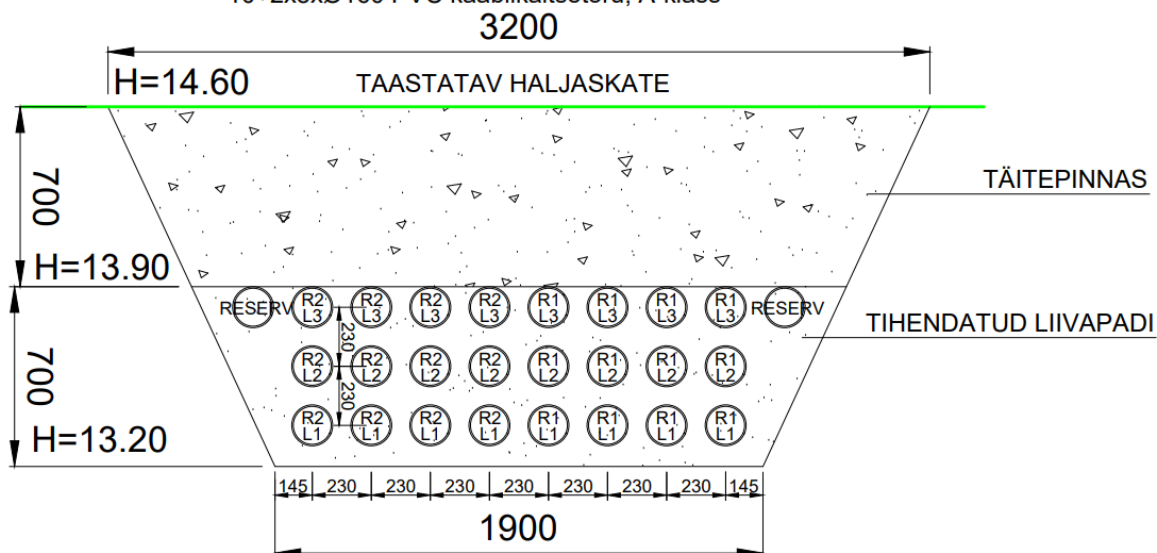 3200
H=14.60
TAASTATAV HALJASKATE
700
TÄITEPINNAS
H=13.90
RESERV R2 R2 R2 R2 R1 R1 R1 R1 RESERV
L3 L3 L3 L3 L3 L3 L3 L3
TIHENDATUD LIIVAPADI
230
700
R2 R2 R2 R2 R1 R1 R1 R1
L2 L2 L2 L2 L2 L2 L2 L2
230
R2 R2 R2 R2 R1 R1 R1 R1
L1 L1 L1 L1 L1 L1 L1 L1
H=13.20
145 230 230 230 230 230 230 230 145
1900